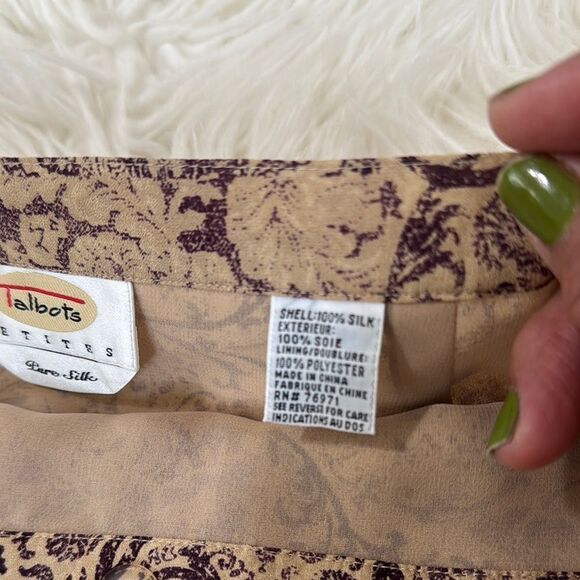 Talbots
ETITES
Pure Silk
SHELL:100% SILK
EXTERIEUR:
100% SOIE
LINING/DOUBLURE:
100% POLYESTER
MADE IN CHINA
FABRIQUE EN CHINE
RN# 76971
SEE REVERSE FOR CARE
INDICATIONS AU DOS